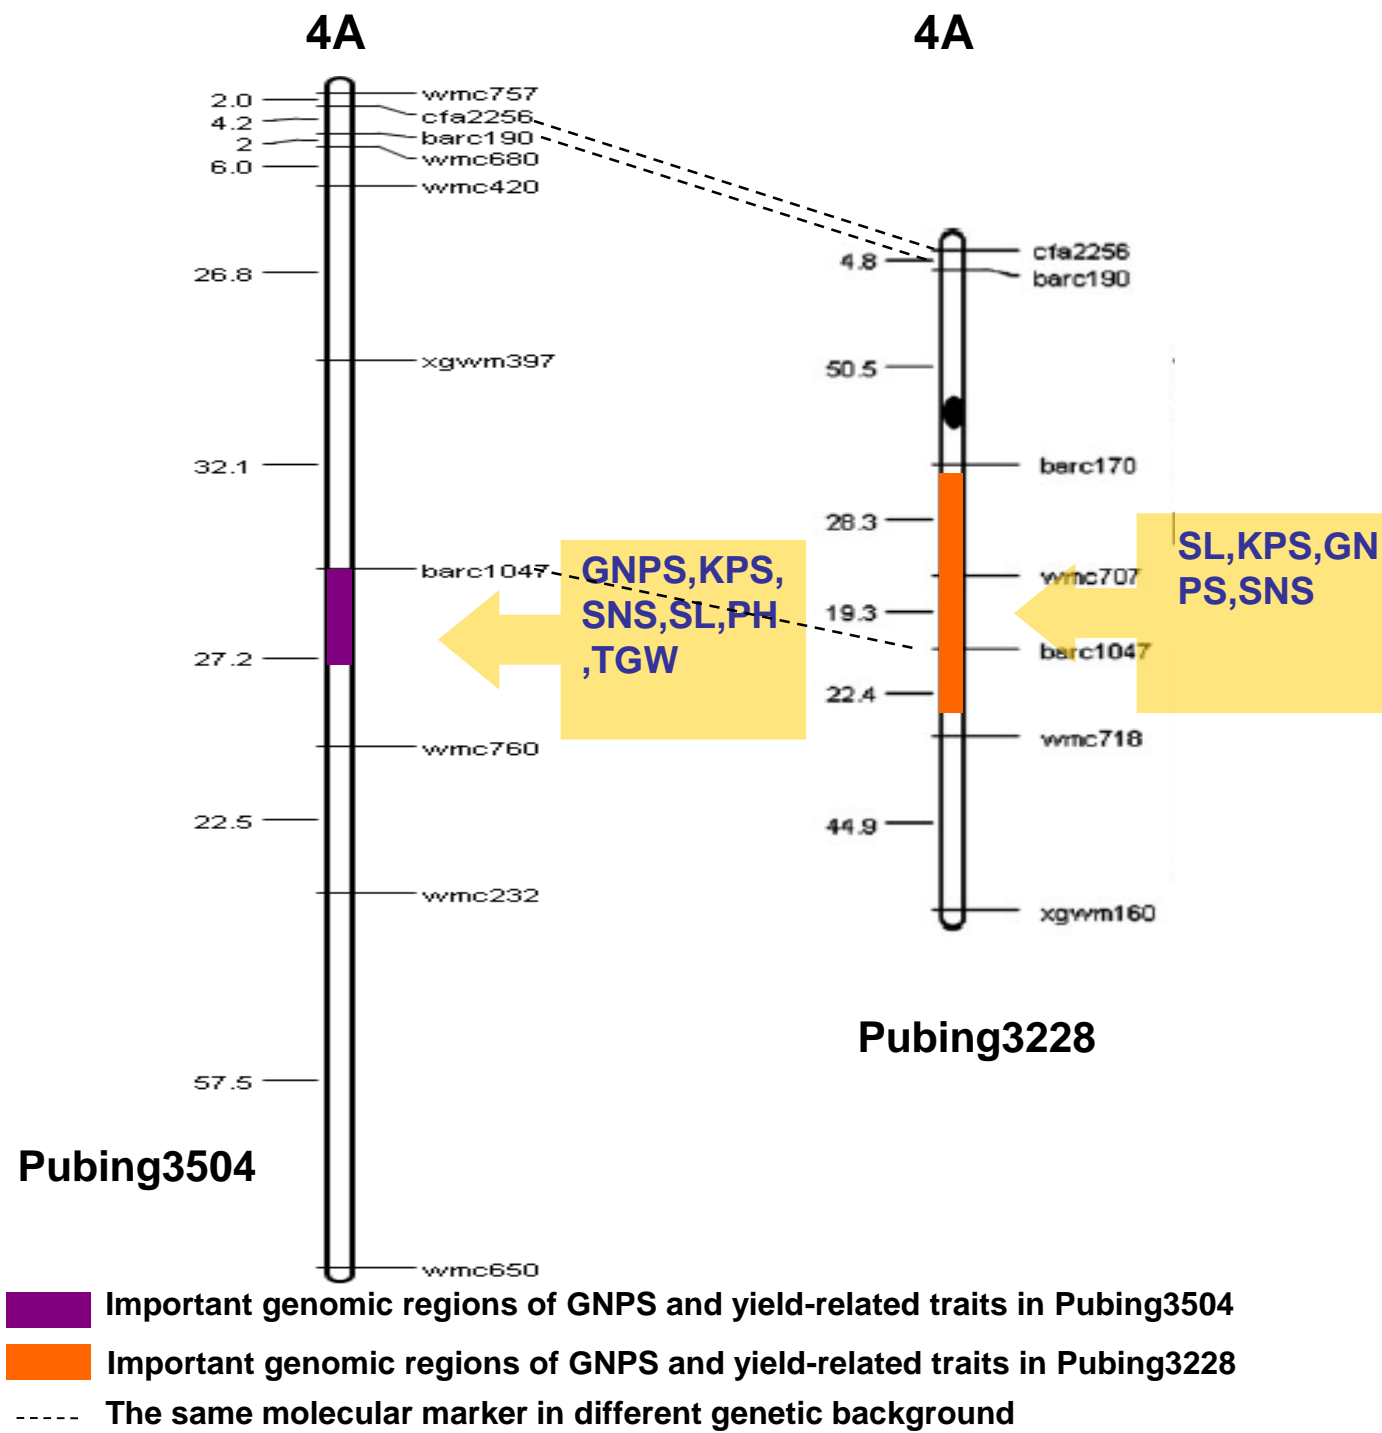 4A
4A
2.0
4.2
2
6.0
26.8
32.1
27.2
22.5
57.5
wmc757
cfa2256
barc190
wmc680
wmc420
xgwm397
barc1047
wmc760
wmc232
wmc650
GNPS,KPS,
SNS,SL,PH
,TGW
4.8
50.5
28.3
19.3
22.4
44.9
cfa2256
barc190
barc170
wmc707
barc1047
wmc718
xgwm160
SL,KPS,GN
PS,SNS
Pubing3228
Pubing3504
Important genomic regions of GNPS and yield-related traits in Pubing3504
Important genomic regions of GNPS and yield-related traits in Pubing3228
The same molecular marker in different genetic background